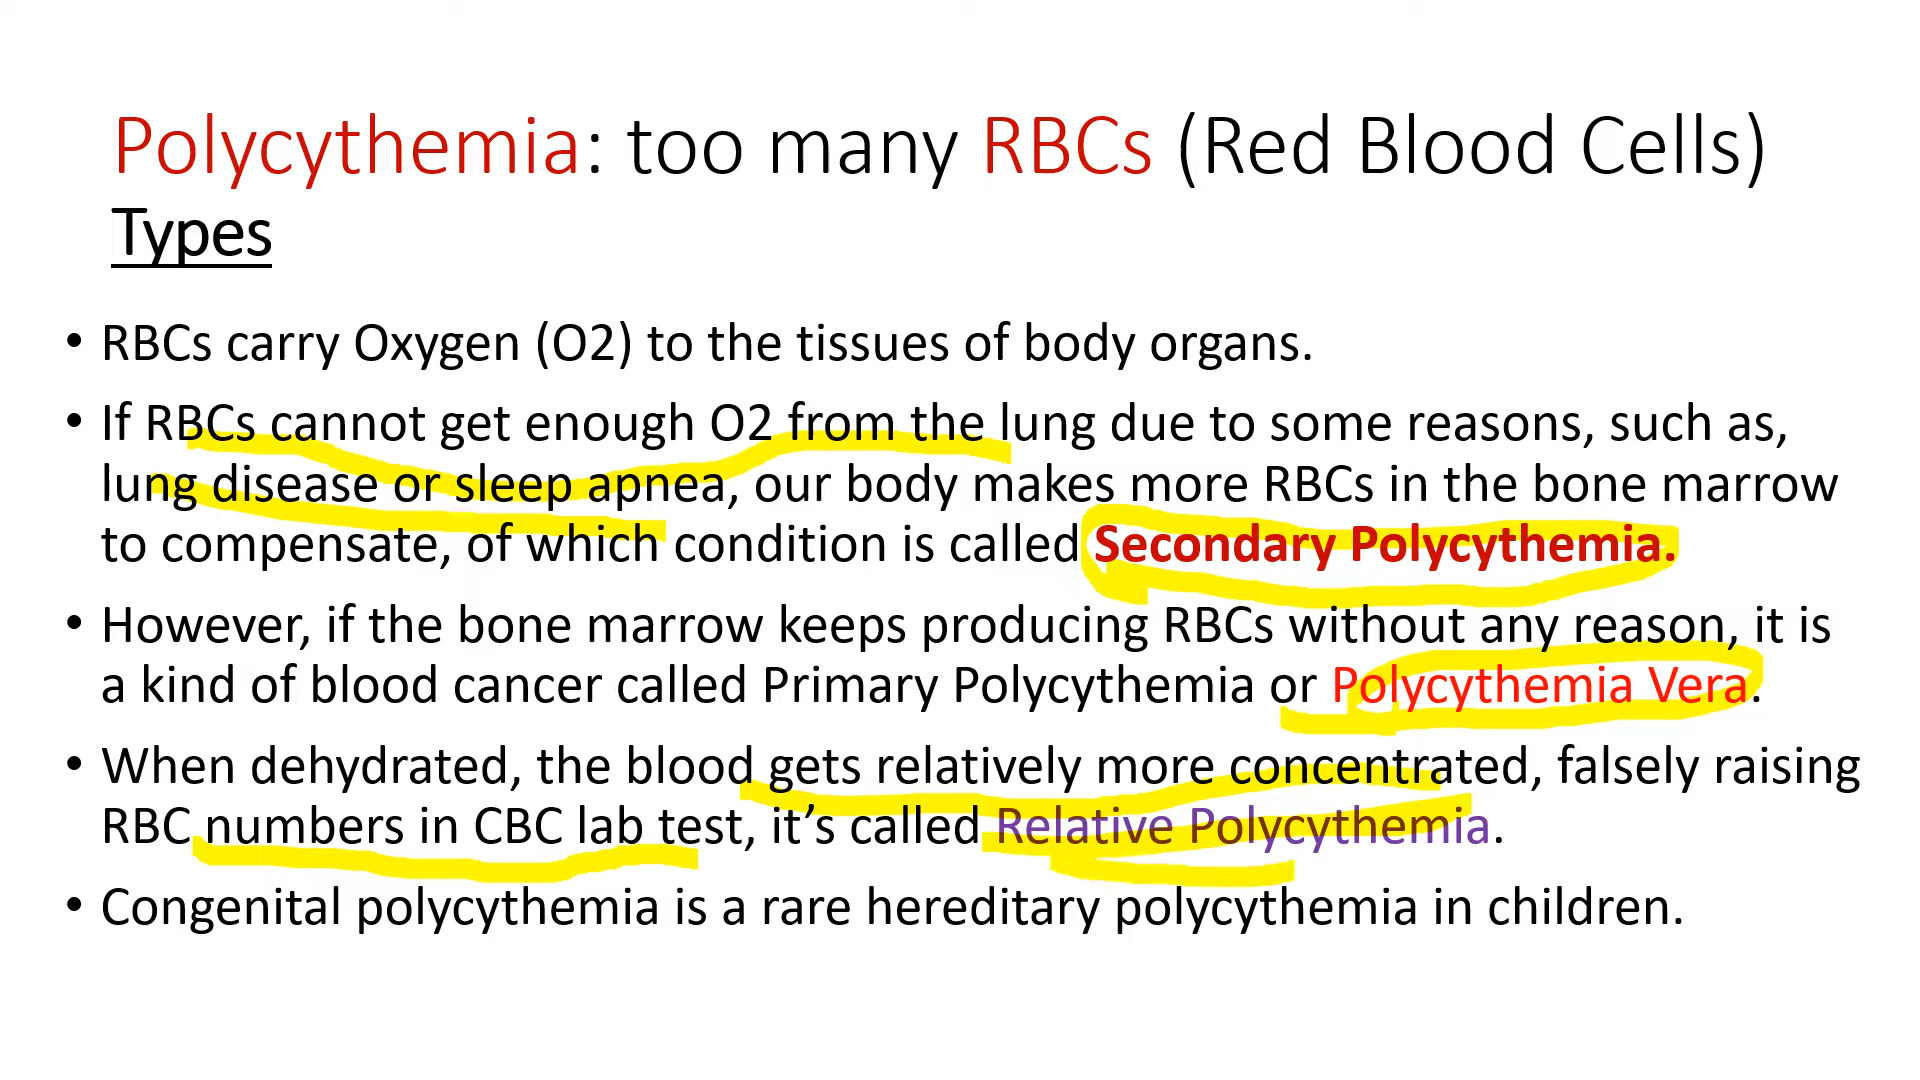 Polycythemia: too many RBCs (Red Blood Cells)
Types
• RBCs carry Oxygen (O2) to the tissues of body organs.
• If RBCs cannot get enough O2 from the lung due to some reasons, such as,
lung disease or sleep apnea, our body makes more RBCs in the bone marrow
to compensate, of which condition is called Secondary Polycythemia.
• However, if the bone marrow keeps producing RBCs without any reason, it is
a kind of blood cancer called Primary Polycythemia or Polycythemia Vera.
• When dehydrated, the blood gets relatively more concentrated, falsely raising
RBC numbers in CBC lab test, it’s called Relative Polycythemia.
• Congenital polycythemia is a rare hereditary polycythemia in children.